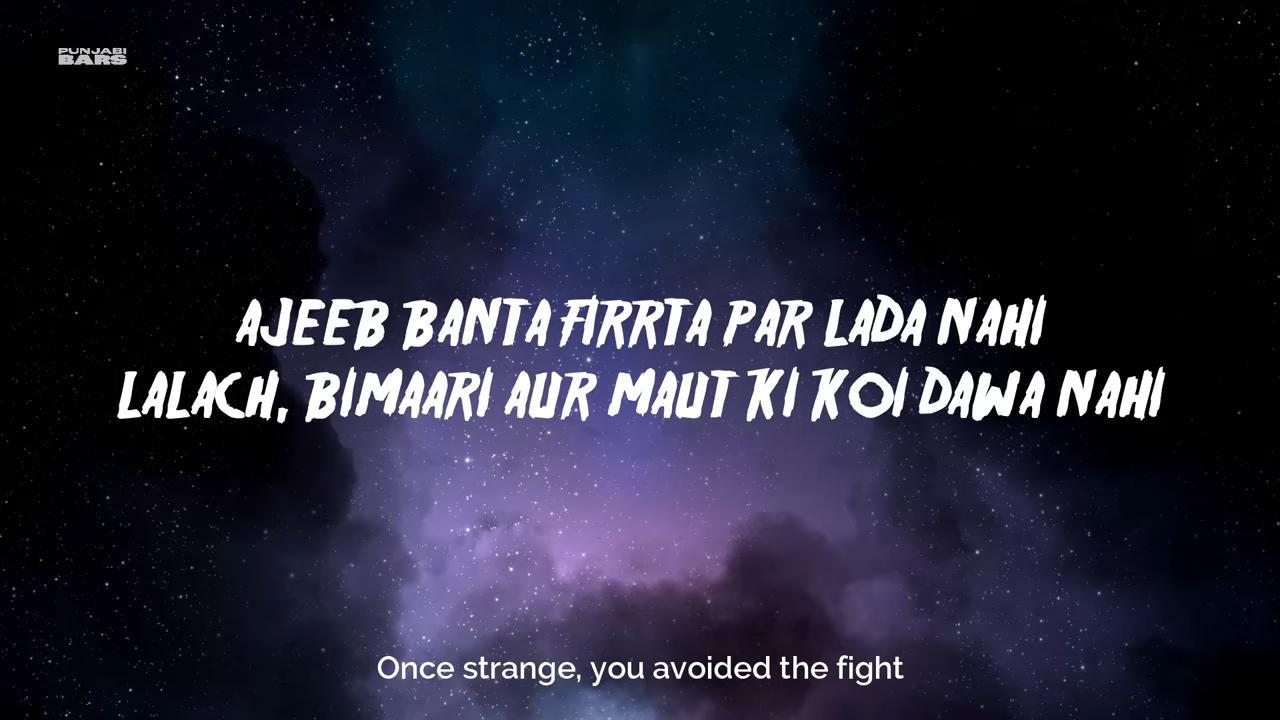 PUNJABI
BARS
AJEEB BANTA FIRRTA PAR LADA NAHI
LALACH, BIMAARI AUR MAUT KI KOI DAWA NAHI
Once strange, you avoided the fight